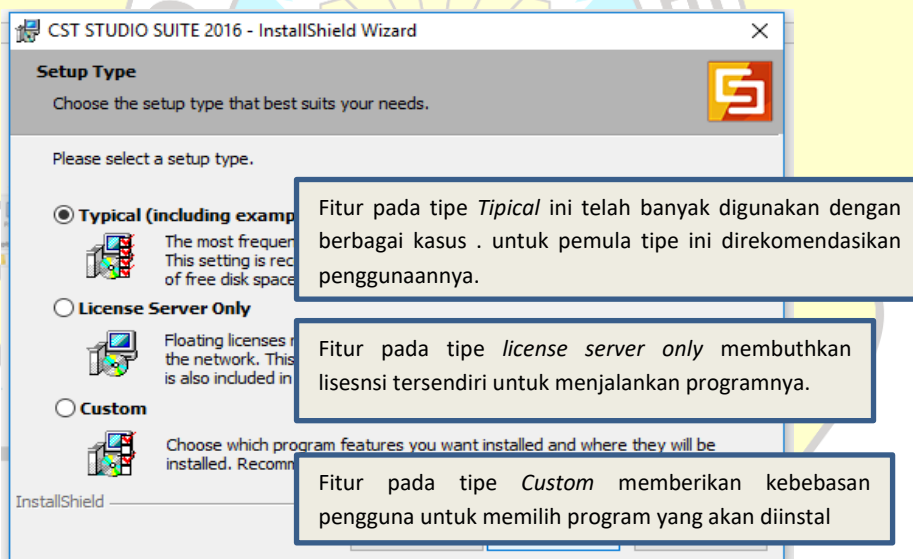 CST STUDIO SUITE 2016 - InstallShield Wizard
Setup Type
Choose the setup type that best suits your needs.
Please select a setup type.
Typical (including
The most
This setting is
of free disk space
Fitur pada tipe Tipical ini telah banyak digunakan dengan
berbagai kasus . untuk pemula tipe ini direkomendasikan
penggunaannya.
License Server Only
Floating licenses
the network. This
is also included in
Fitur pada tipe license server only membuthkan
lisesnsi tersendiri untuk menjalankan programnya.
Custom
Choose which program features you want installed and where they will be
installed.
Fitur pada tipe Custom memberikan kebebasan
pengguna untuk memilih program yang akan diinstal
InstallShield